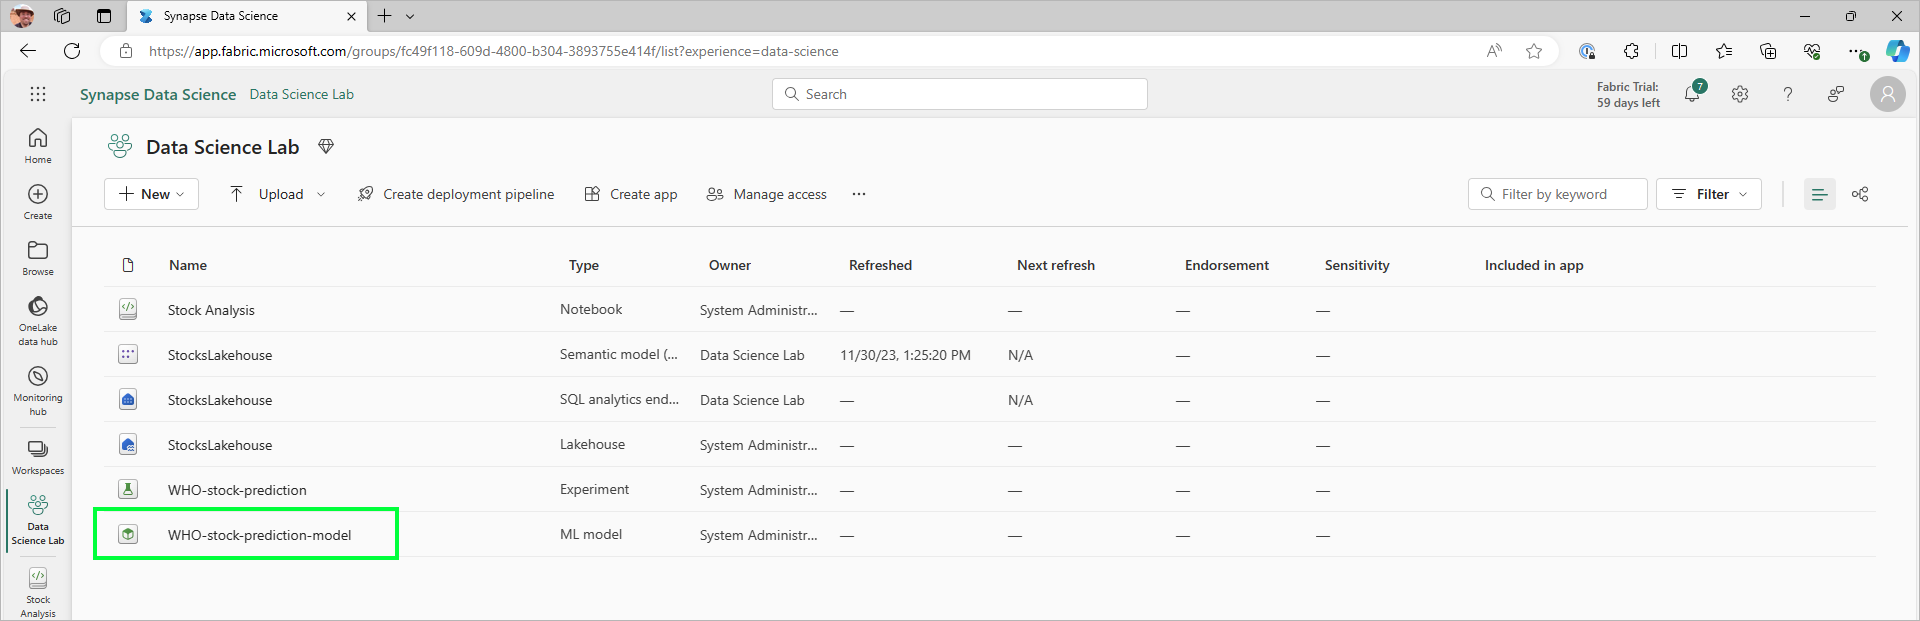 Synapse Data Science
https://app.fabric.microsoft.com/groups/fc49f118-609d-4800-b304-3893755e414f/list?experience=data-science
Synapse Data Science Data Science Lab
Search
Fabric Trial:
59 days left
7
Home
Create
Browse
OneLake
data hub
Monitoring
hub
Workspaces
Data
Science Lab
Stock
Analysis
Data Science Lab
New Upload Create deployment pipeline Create app Manage access ... Filter by keyword Filter
Name Type Owner Refreshed Next refresh Endorsement Sensitivity Included in app
Stock Analysis Notebook System Administr... — — — —
StocksLakehouse Semantic model (... Data Science Lab 11/30/23, 1:25:20 PM N/A — —
StocksLakehouse SQL analytics end... Data Science Lab — N/A — —
StocksLakehouse Lakehouse System Administr... — — — —
WHO-stock-prediction Experiment System Administr... — — — —
WHO-stock-prediction-model ML model System Administr... — — — —